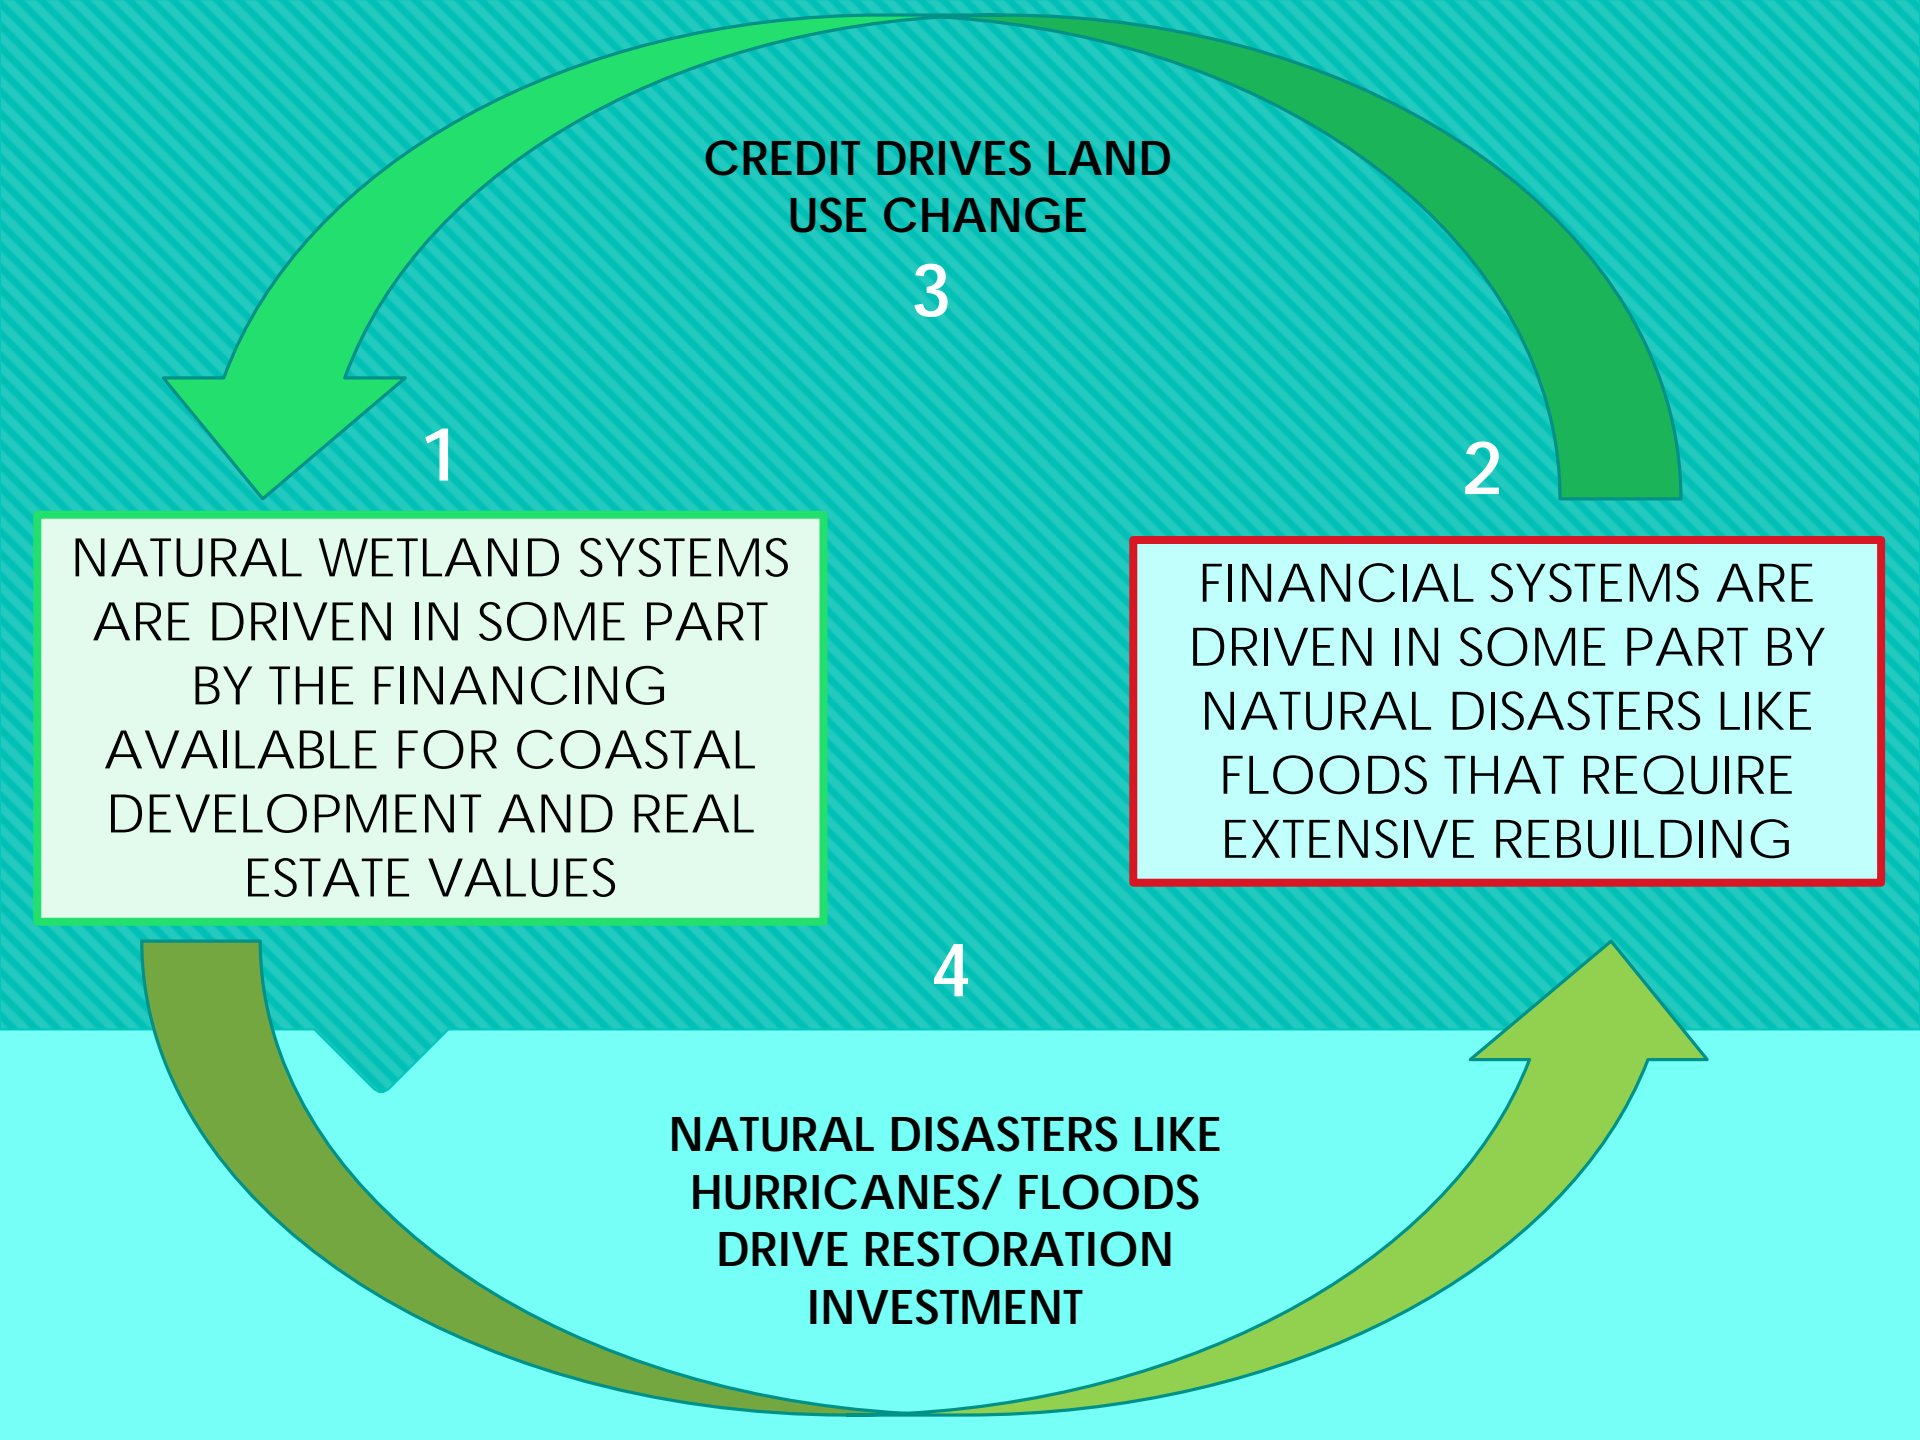 CREDIT DRIVES LAND
USE CHANGE
3
1
2
NATURAL WETLAND SYSTEMS
ARE DRIVEN IN SOME PART
BY THE FINANCING
AVAILABLE FOR COASTAL
DEVELOPMENT AND REAL
ESTATE VALUES
FINANCIAL SYSTEMS ARE
DRIVEN IN SOME PART BY
NATURAL DISASTERS LIKE
FLOODS THAT REQUIRE
EXTENSIVE REBUILDING
4
NATURAL DISASTERS LIKE
HURRICANES/ FLOODS
DRIVE RESTORATION
INVESTMENT